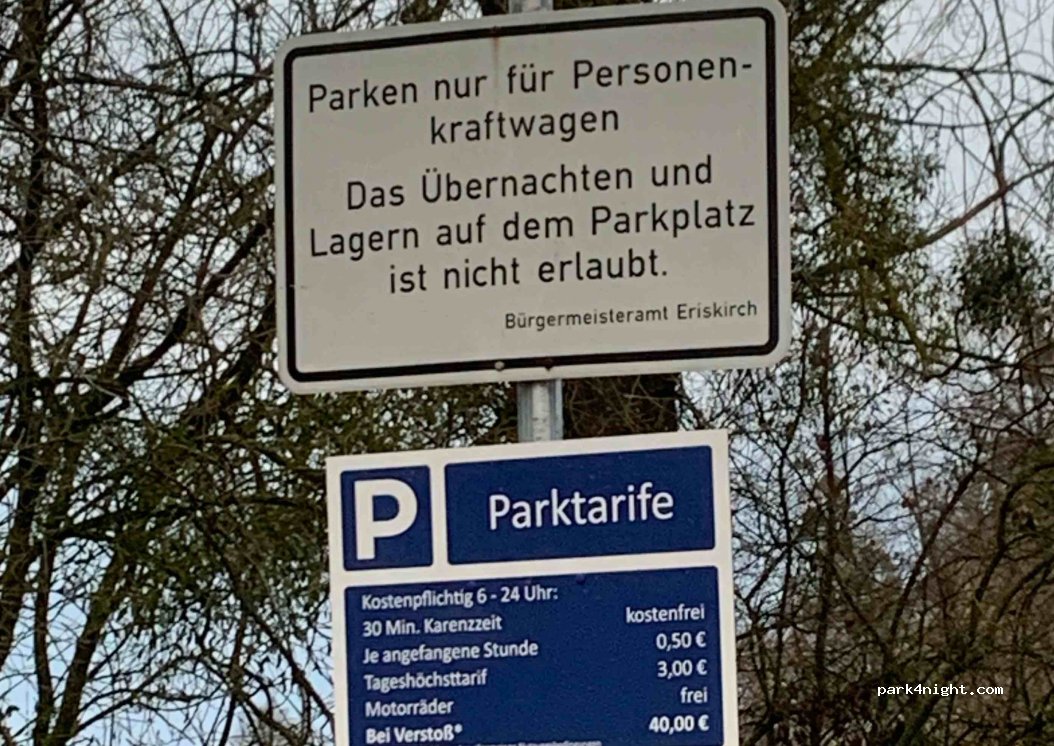 Parken nur für Personen-
kraftwagen
Das Übernachten und
Lagern auf dem Parkplatz
ist nicht erlaubt.
Bürgermeisteramt Eriskirch
P Parktarife
Kostenpflichtig 6 - 24 Uhr:
30 Min. Karenzzeit kostenfrei
Je angefangene Stunde 0,50 €
Tageshöchsttarif 3,00 €
Motorräder frei
Bei Verstoß* 40,00 €
park4night.com